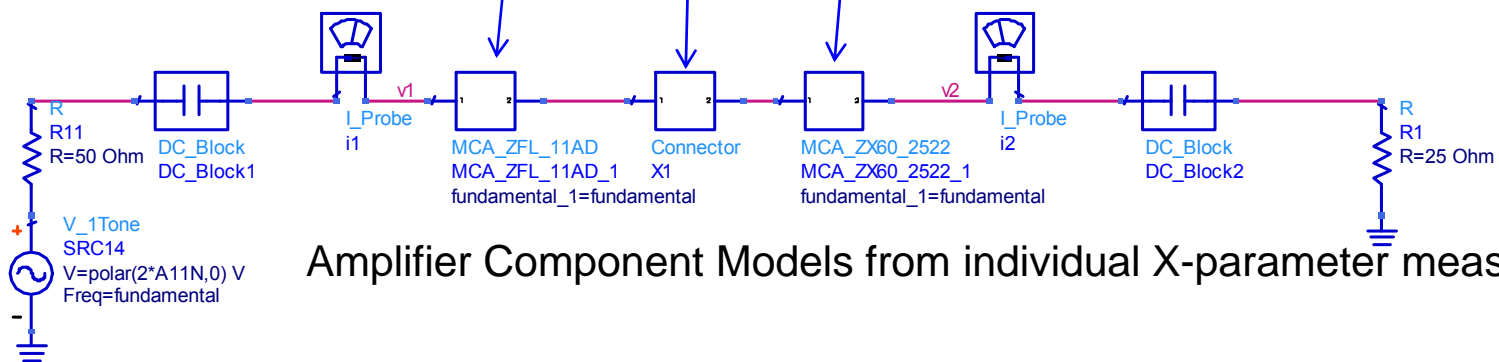 R
R11
R=50 Ohm
V_1Tone
SRC14
V=polar(2*A11N,0) V
Freq=fundamental
+
-
DC_Block
DC_Block1
I_Probe
i1
v1
1 2
MCA_ZFL_11AD
MCA_ZFL_11AD_1
fundamental_1=fundamental
1 2
Connector
X1
1 2
MCA_ZX60_2522
MCA_ZX60_2522_1
fundamental_1=fundamental
v2
I_Probe
i2
DC_Block
DC_Block2
R
R1
R=25 Ohm
Amplifier Component Models from individual X-parameter meas